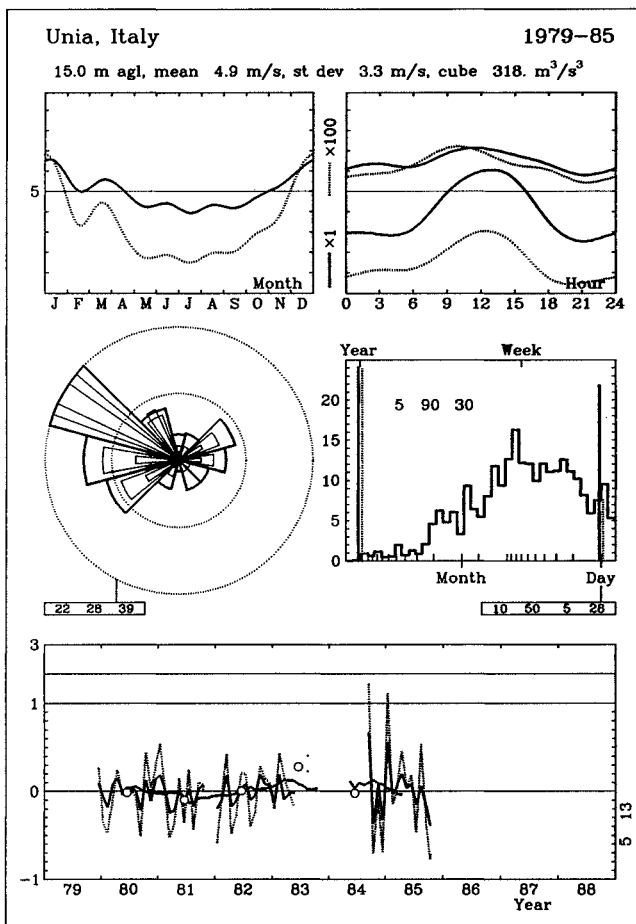 Unia, Italy 1979-85
15.0 m agl, mean 4.9 m/s, st dev 3.3 m/s, cube 318. m³/s³
5
×1 ×100
Month
J F M A M J J A S O N D
Hour
0 3 6 9 12 15 18 21 24
Year Week
20
15
10
5
0
5 90 30
Month Day
22 28 39
10 50 5 28
3
1
0
-1
79 80 81 82 83 84 85 86 87 88
Year
5 13